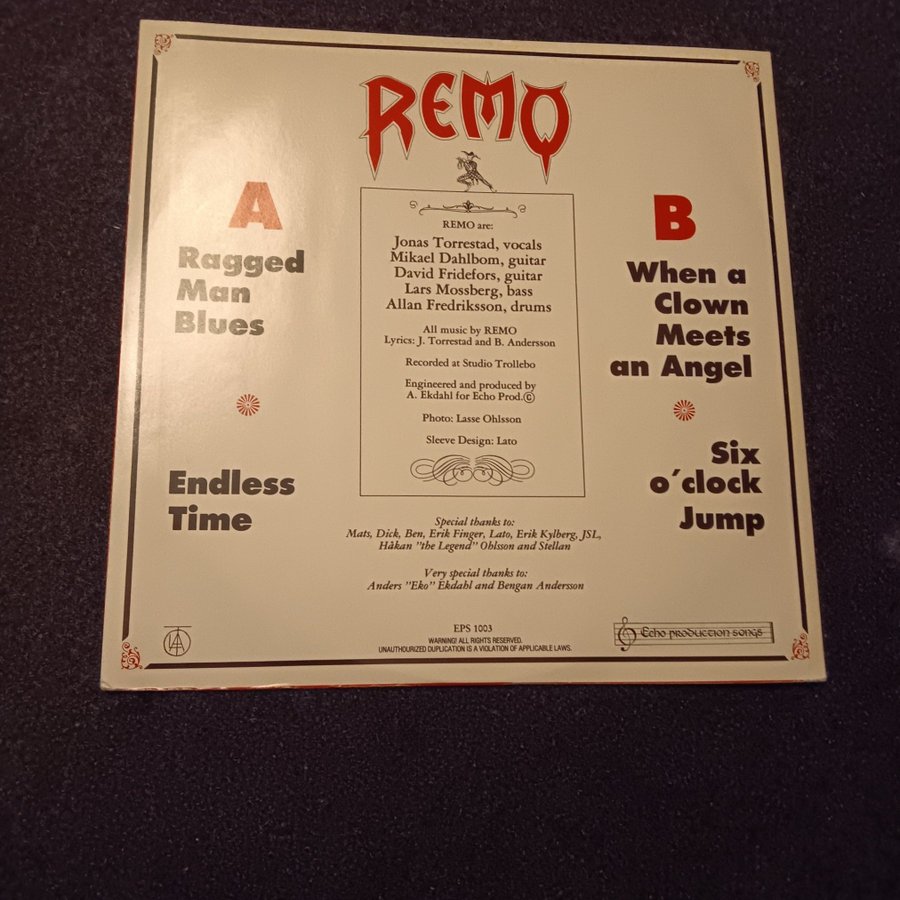 REMO
A
Ragged
Man
Blues
Endless
Time
REMO are:
Jonas Torrestad, vocals
Mikael Dahlbom, guitar
David Fridefors, guitar
Lars Mossberg, bass
Allan Fredriksson, drums
All music by REMO
Lyrics: J. Torrestad and B. Andersson
Recorded at Studio Trollebo
Engineered and produced by
A. Ekdahl for Echo Prod.©
Photo: Lasse Ohlsson
Sleeve Design: Lato
B
When a
Clown
Meets
an Angel
Six
o´clock
Jump
Special thanks to:
Mats, Dick, Ben, Erik Finger, Lato, Erik Kylberg, JSL,
Håkan "the Legend" Ohlsson and Stellan
Very special thanks to:
Anders "Eko" Ekdahl and Bengan Andersson
EPS 1003
WARNING! ALL RIGHTS RESERVED.
UNAUTHOURIZED DUPLICATION IS A VIOLATION OF APPLICABLE LAWS.
Echo production songs